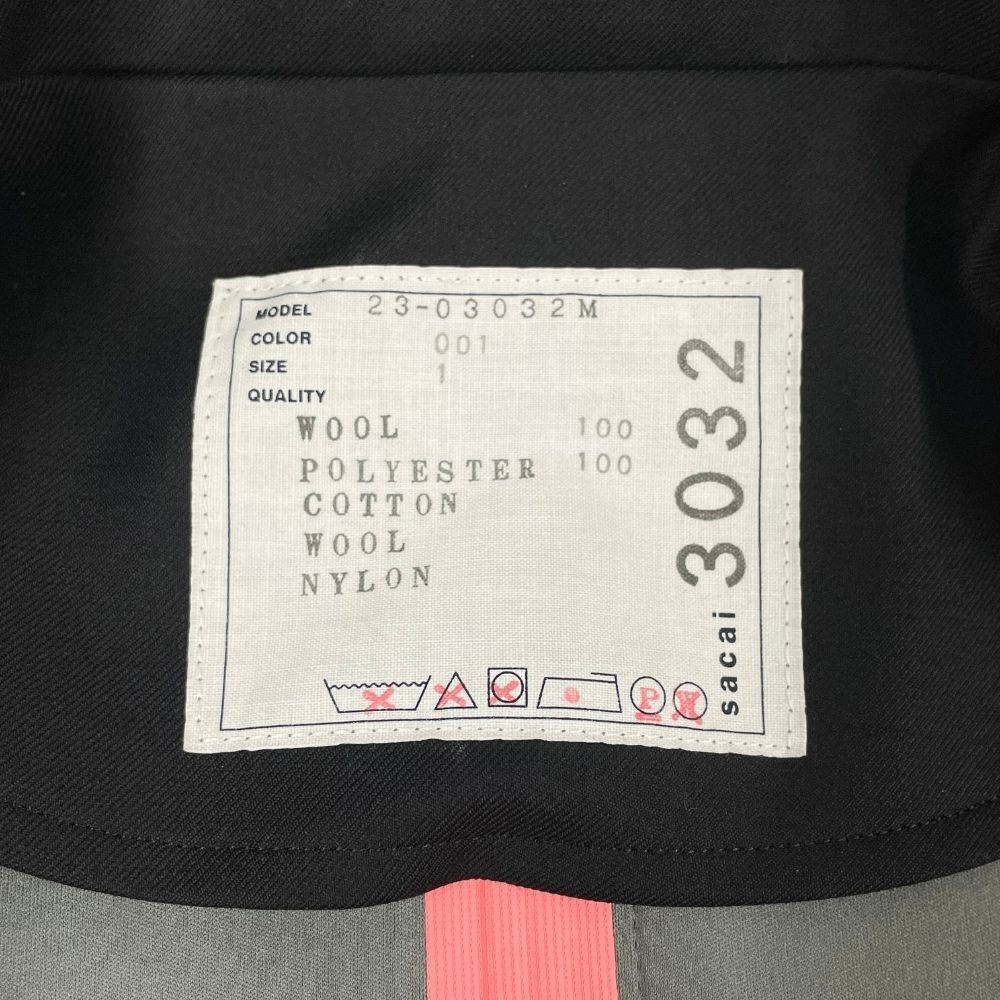 MODEL 23-03032M
COLOR 001
SIZE 1
QUALITY
WOOL 100
POLYESTER 100
COTTON
WOOL
NYLON
P W
sacai 3032